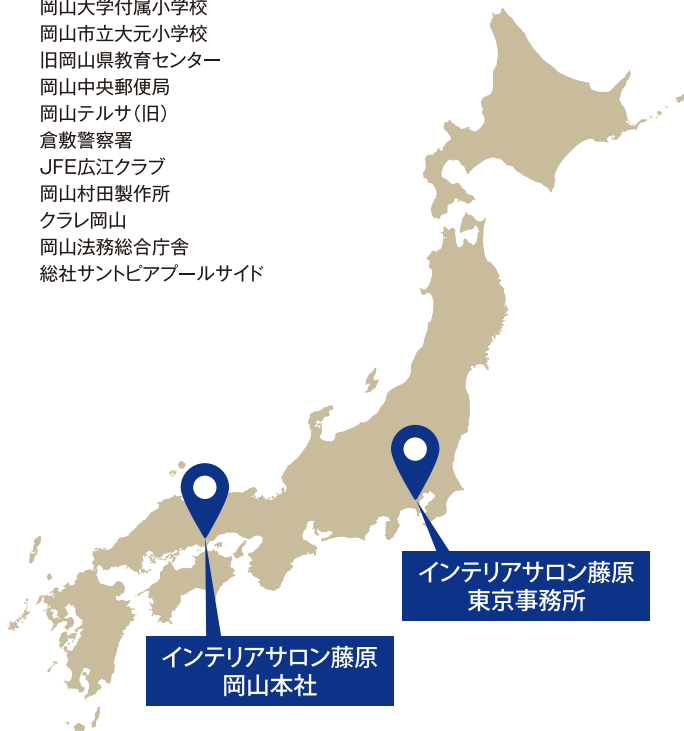 岡山大学付属小学校
岡山市立大元小学校
旧岡山県教育センター
岡山中央郵便局
岡山テルサ（旧）
倉敷警察署
JFE広江クラブ
岡山村田製作所
クラレ岡山
岡山法務総合庁舎
総社サントピアプールサイド
インテリアサロン藤原
東京事務所
インテリアサロン藤原
岡山本社